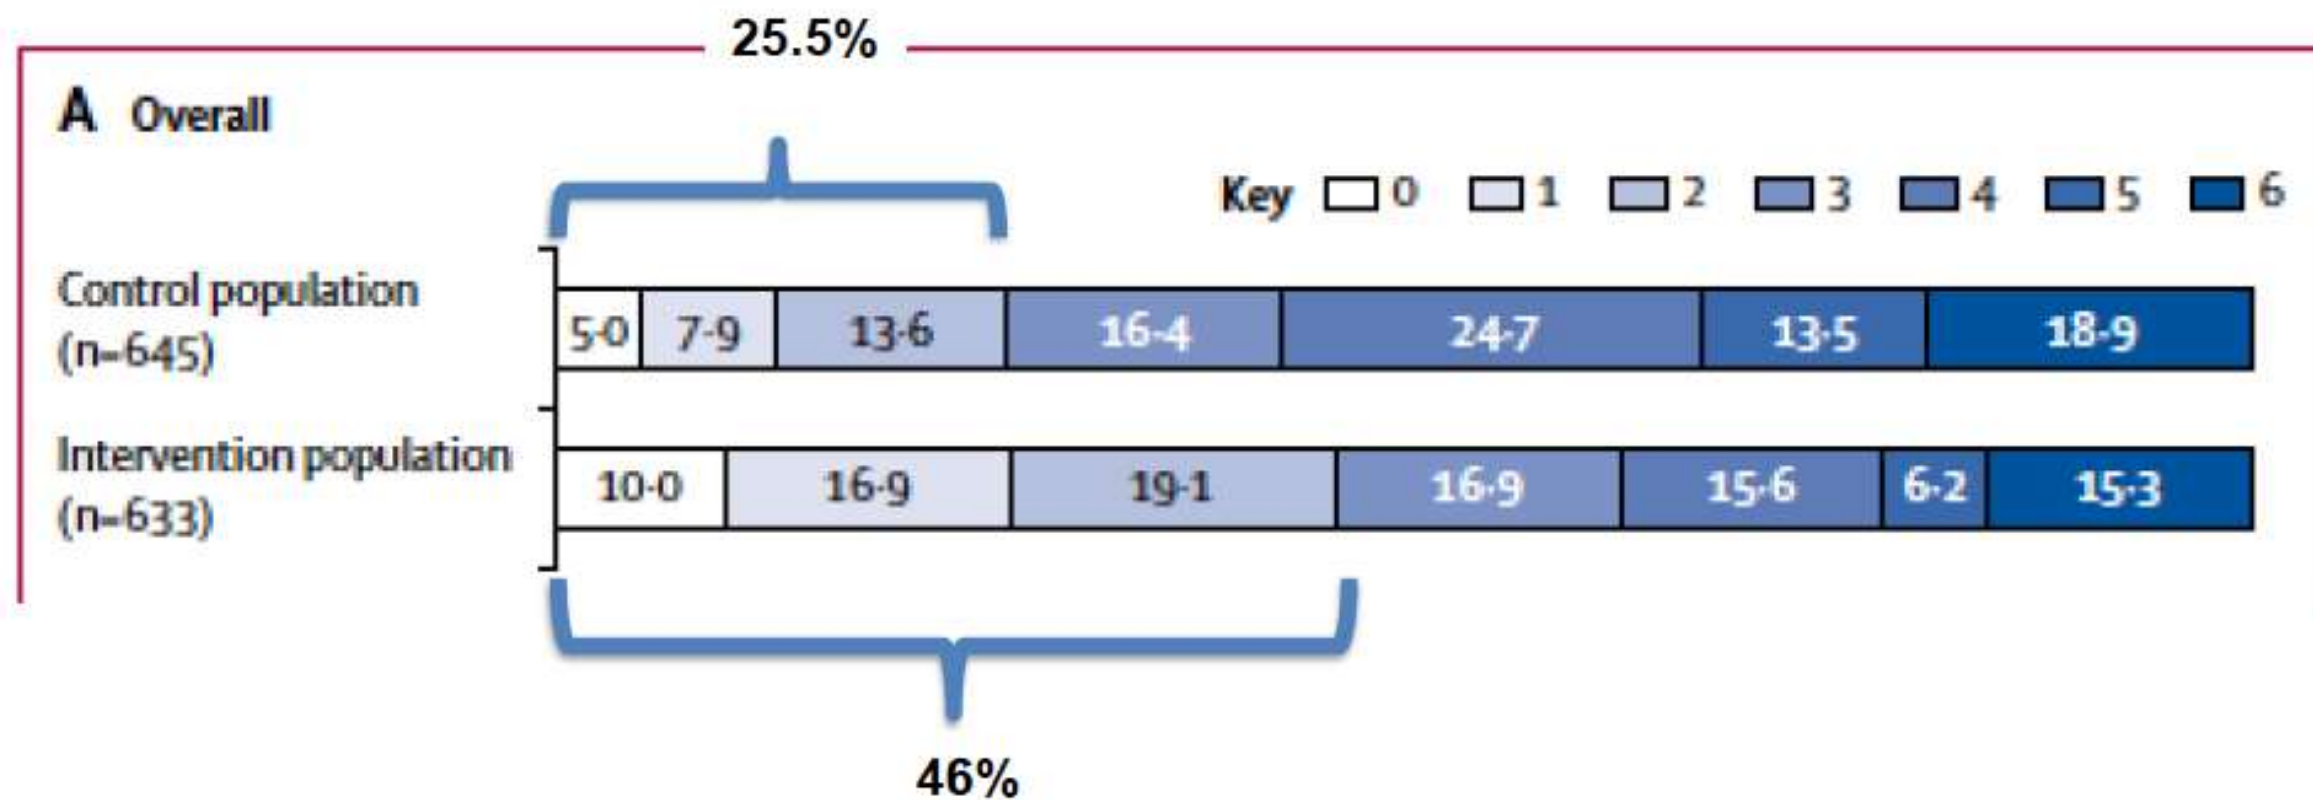 25.5%
A Overall
Key 0 1 2 3 4 5 6
Control population
(n=645)
5·0 7·9 13·6 16·4 24·7 13·5 18·9
Intervention population
(n=633)
10·0 16·9 19·1 16·9 15·6 6·2 15·3
46%